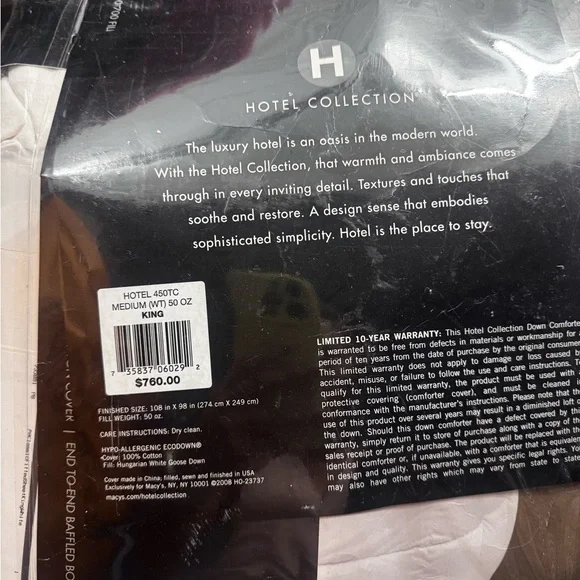 700 FIL
H
HOTEL COLLECTION
The luxury hotel is an oasis in the modern world.
With the Hotel Collection, that warmth and ambiance comes
through in every inviting detail. Textures and touches that
soothe and restore. A design sense that embodies
sophisticated simplicity. Hotel is the place to stay.
HOTEL 450TC
MEDIUM (WT) 50 OZ
KING
7 35837 06029 2
$760.00
FINISHED SIZE: 108 in X 98 in (274 cm X 249 cm)
FILL WEIGHT: 50 oz.
CARE INSTRUCTIONS: Dry clean.
HYPO-ALLERGENIC ECODOWN®
Cover: 100% Cotton
Fill: Hungarian White Goose Down
Cover made in China; filled, sewn and finished in USA
Exclusively for Macy's, NY, NY 10001 ©2008 HO-23737
macys.com/hotelcollection
LIMITED 10-YEAR WARRANTY: This Hotel Collection Down Comforte
is warranted to be free from defects in materials or workmanship for
period of ten years from the date of purchase by the original consume
This limited warranty does not apply to damage or loss caused b
accident, misuse, or failure to follow the use and care instructions. T
qualify for this limited warranty, the product must be used with
protective covering (comforter cover), and must be cleaned
conformance with the manufacturer's instructions. Please note that th
use of this product over several years may result in a diminished loft o
the down. Should this down comforter have a defect covered by th
warranty, simply return it to store of purchase along with a copy of th
sales receipt or proof of purchase. The product will be replaced with the
identical comforter or, if unavailable, with a comforter that is equivalent
in design and quality. This warranty gives you specific legal rights. You
may also have other rights which may vary from state to state
COVER | END-TO-END BAFFLED BO